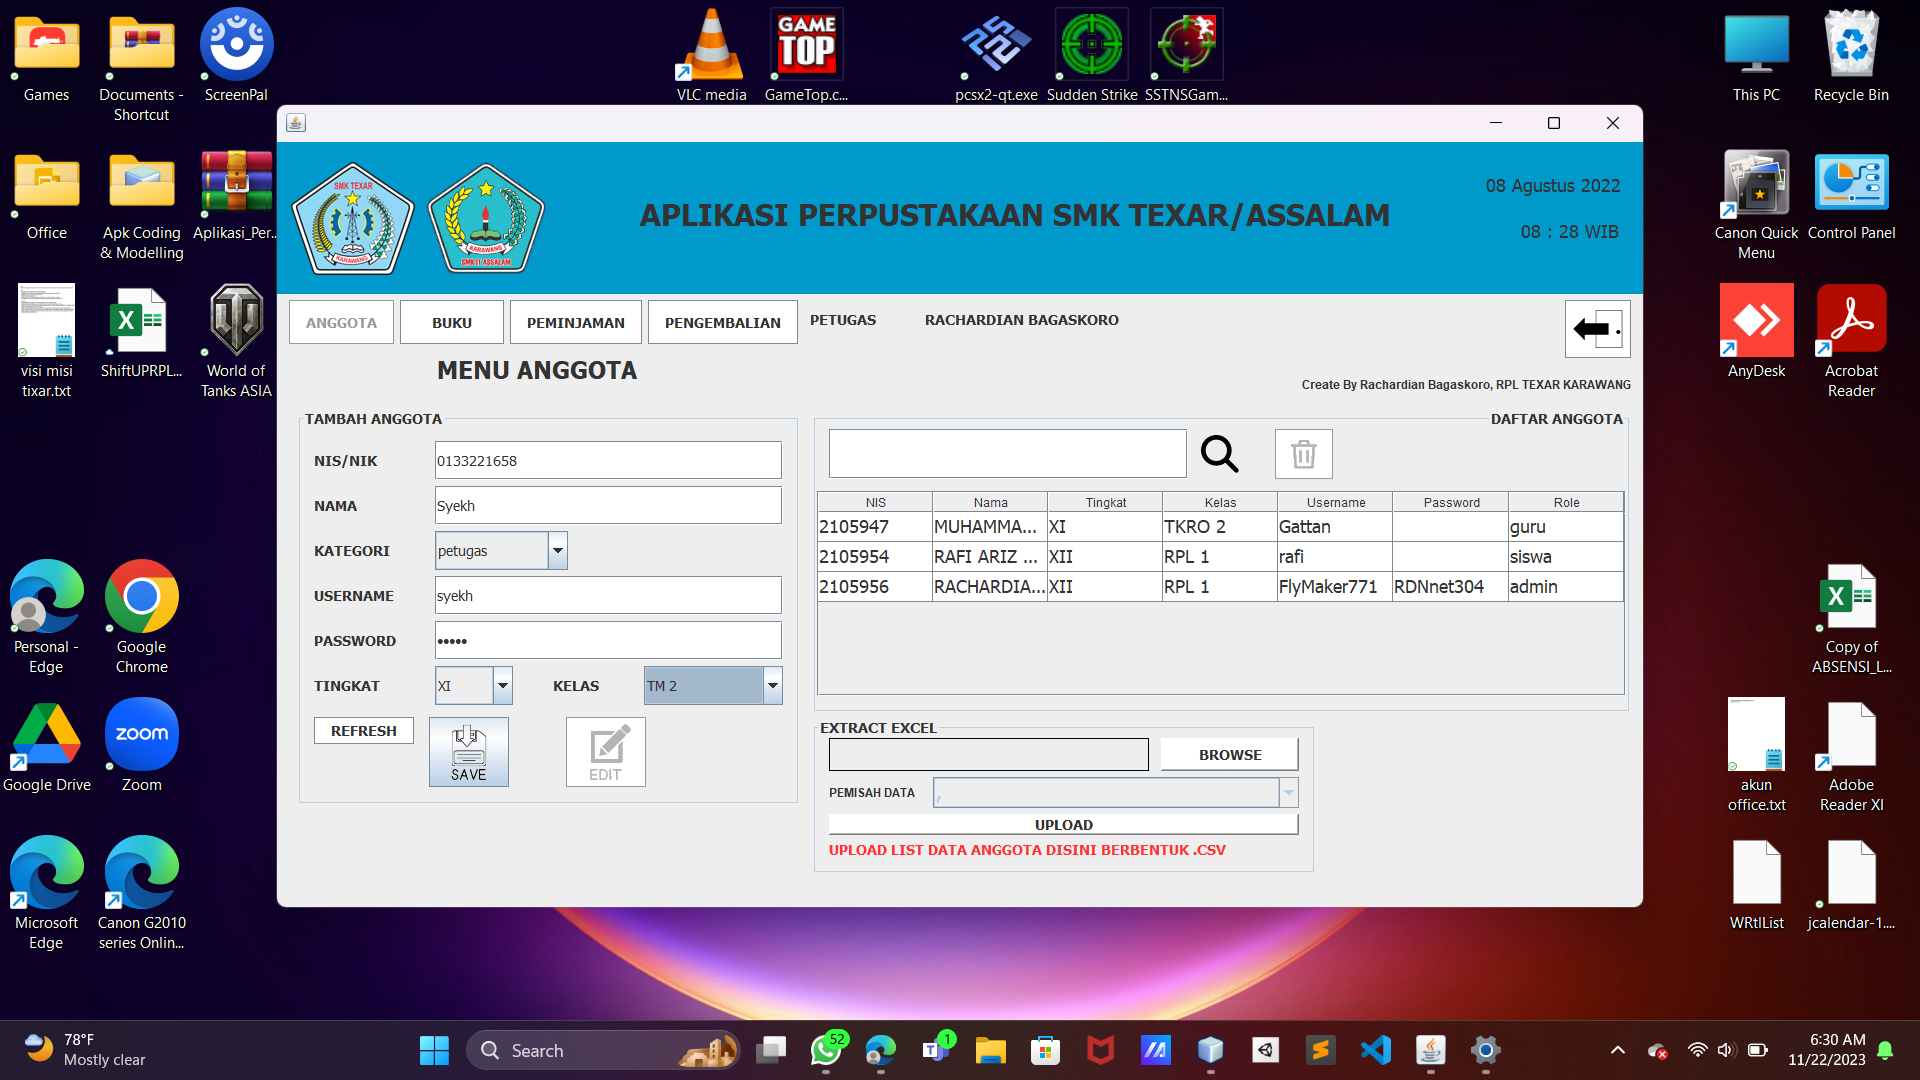 Games
Documents -
Shortcut
ScreenPal
VLC media
GAME
TOP
GameTop.c...
pcsx2-qt.exe
Sudden Strike
SSTNSGam...
This PC
Recycle Bin
Office
Apk Coding
& Modelling
Aplikasi_Per...
Canon Quick
Menu
Control Panel
visi misi
tixar.txt
ShiftUPRPL...
World of
Tanks ASIA
AnyDesk
Acrobat
Reader
Personal -
Edge
Google
Chrome
Copy of
ABSENSI_L...
Google Drive
zoom
Zoom
akun
office.txt
Adobe
Reader XI
Microsoft
Edge
Canon G2010
series Onlin...
WRtlList
jcalendar-1....
SMK TEXAR
KARAWANG
KARAWANG
SMK IT ASSALAM
APLIKASI PERPUSTAKAAN SMK TEXAR/ASSALAM
08 Agustus 2022
08 : 28 WIB
ANGGOTA
BUKU
PEMINJAMAN
PENGEMBALIAN
PETUGAS
RACHARDIAN BAGASKORO
MENU ANGGOTA
Create By Rachardian Bagaskoro, RPL TEXAR KARAWANG
TAMBAH ANGGOTA
NIS/NIK
0133221658
NAMA
Syekh
KATEGORI
petugas
USERNAME
syekh
PASSWORD
•••••
TINGKAT
XI
KELAS
TM 2
REFRESH
SAVE
EDIT
DAFTAR ANGGOTA
NIS Nama Tingkat Kelas Username Password Role
2105947 MUHAMMA... XI TKRO 2 Gattan guru
2105954 RAFI ARIZ ... XII RPL 1 rafi siswa
2105956 RACHARDIA... XII RPL 1 FlyMaker771 RDNnet304 admin
EXTRACT EXCEL
BROWSE
PEMISAH DATA
,
UPLOAD
UPLOAD LIST DATA ANGGOTA DISINI BERBENTUK .CSV
78°F
Mostly clear
Search
52
1
6:30 AM
11/22/2023